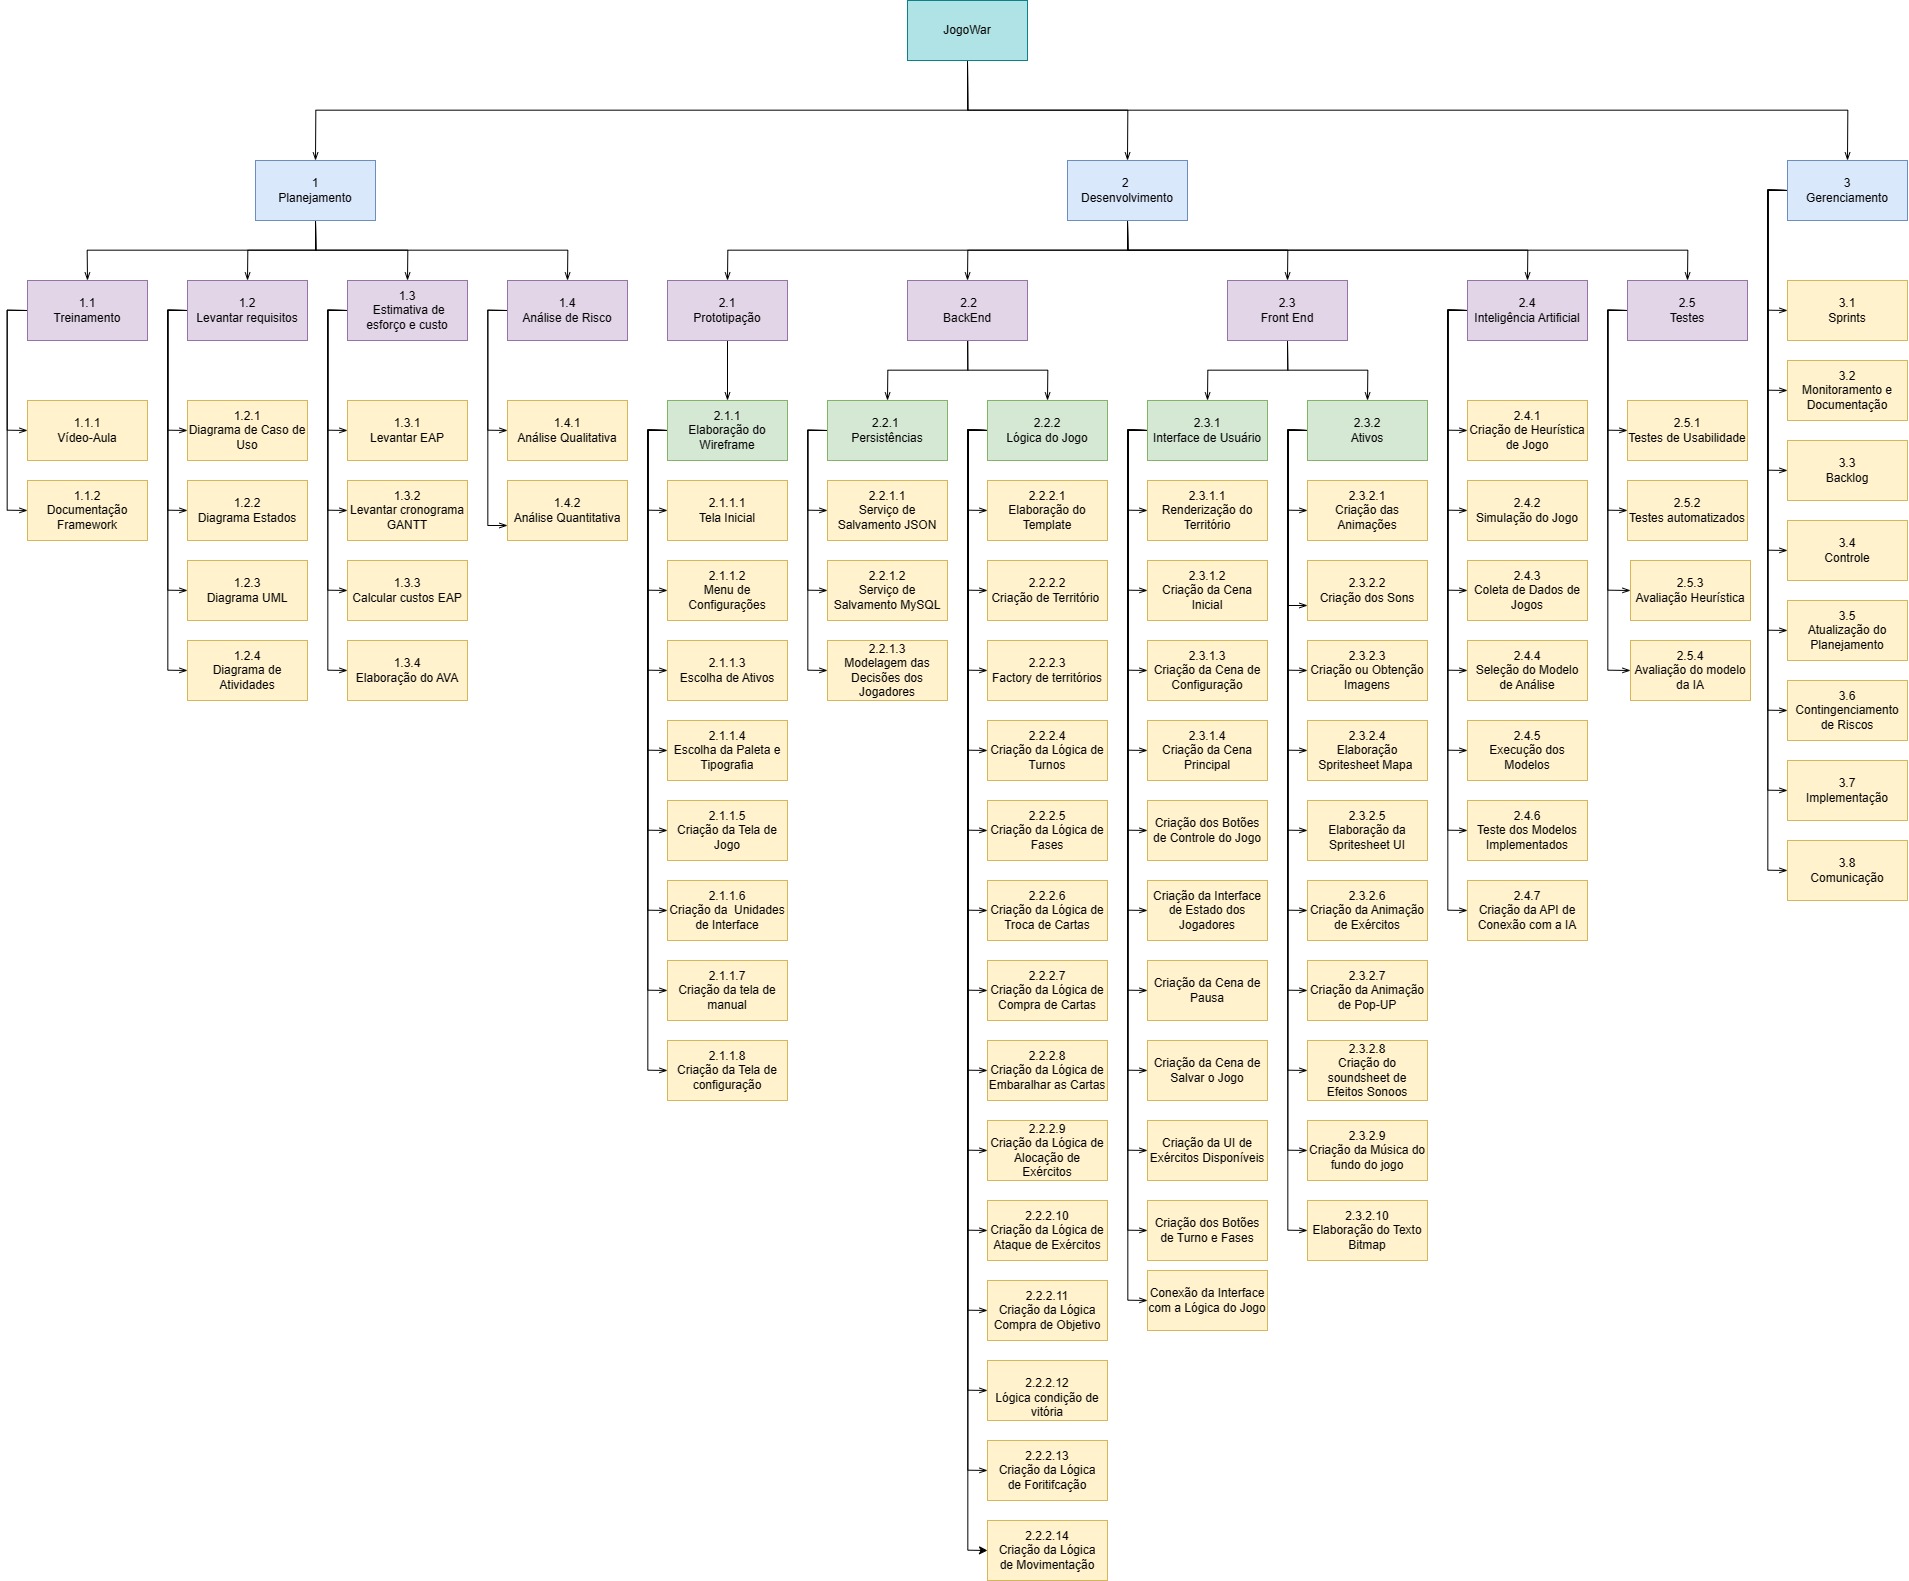 JogoWar
1
Planejamento
2
Desenvolvimento
3
Gerenciamento
1.1
Treinamento
1.2
Levantar requisitos
1.3
Estimativa de
esforço e custo
1.4
Análise de Risco
2.1
Prototipação
2.2
BackEnd
2.3
Front End
2.4
Inteligência Artificial
2.5
Testes
1.1.1
Vídeo-Aula
1.1.2
Documentação
Framework
1.2.1
Diagrama de Caso de
Uso
1.2.2
Diagrama Estados
1.2.3
Diagrama UML
1.2.4
Diagrama de
Atividades
1.3.1
Levantar EAP
1.3.2
Levantar cronograma
GANTT
1.3.3
Calcular custos EAP
1.3.4
Elaboração do AVA
1.4.1
Análise Qualitativa
1.4.2
Análise Quantitativa
2.1.1
Elaboração do
Wireframe
2.1.1.1
Tela Inicial
2.1.1.2
Menu de
Configurações
2.1.1.3
Escolha de Ativos
2.1.1.4
Escolha da Paleta e
Tipografia
2.1.1.5
Criação da Tela de
Jogo
2.1.1.6
Criação da  Unidades
de Interface
2.1.1.7
Criação da tela de
manual
2.1.1.8
Criação da Tela de
configuração
2.2.1
Persistências
2.2.1.1
Serviço de
Salvamento JSON
2.2.1.2
Serviço de
Salvamento MySQL
2.2.1.3
Modelagem das
Decisões dos
Jogadores
2.2.2
Lógica do Jogo
2.2.2.1
Elaboração do
Template
2.2.2.2
Criação de Território
2.2.2.3
Factory de territórios
2.2.2.4
Criação da Lógica de
Turnos
2.2.2.5
Criação da Lógica de
Fases
2.2.2.6
Criação da Lógica de
Troca de Cartas
2.2.2.7
Criação da Lógica de
Compra de Cartas
2.2.2.8
Criação da Lógica de
Embaralhar as Cartas
2.2.2.9
Criação da Lógica de
Alocação de
Exércitos
2.2.2.10
Criação da Lógica de
Ataque de Exércitos
2.2.2.11
Criação da Lógica
Compra de Objetivo
2.2.2.12
Lógica condição de
vitória
2.2.2.13
Criação da Lógica
de Foritifcação
2.2.2.14
Criação da Lógica
de Movimentação
2.3.1
Interface de Usuário
2.3.1.1
Renderização do
Território
2.3.1.2
Criação da Cena
Inicial
2.3.1.3
Criação da Cena de
Configuração
2.3.1.4
Criação da Cena
Principal
Criação dos Botões
de Controle do Jogo
Criação da Interface
de Estado dos
Jogadores
Criação da Cena de
Pausa
Criação da Cena de
Salvar o Jogo
Criação da UI de
Exércitos Disponíveis
Criação dos Botões
de Turno e Fases
Conexão da Interface
com a Lógica do Jogo
2.3.2
Ativos
2.3.2.1
Criação das
Animações
2.3.2.2
Criação dos Sons
2.3.2.3
Criação ou Obtenção
Imagens
2.3.2.4
Elaboração
Spritesheet Mapa
2.3.2.5
Elaboração da
Spritesheet UI
2.3.2.6
Criação da Animação
de Exércitos
2.3.2.7
Criação da Animação
de Pop-UP
2.3.2.8
Criação do
soundsheet de
Efeitos Sonoos
2.3.2.9
Criação da Música do
fundo do jogo
2.3.2.10
Elaboração do Texto
Bitmap
2.4.1
Criação de Heurística
de Jogo
2.4.2
Simulação do Jogo
2.4.3
Coleta de Dados de
Jogos
2.4.4
Seleção do Modelo
de Análise
2.4.5
Execução dos
Modelos
2.4.6
Teste dos Modelos
Implementados
2.4.7
Criação da API de
Conexão com a IA
2.5.1
Testes de Usabilidade
2.5.2
Testes automatizados
2.5.3
Avaliação Heurística
2.5.4
Avaliação do modelo
da IA
3.1
Sprints
3.2
Monitoramento e
Documentação
3.3
Backlog
3.4
Controle
3.5
Atualização do
Planejamento
3.6
Contingenciamento
de Riscos
3.7
Implementação
3.8
Comunicação